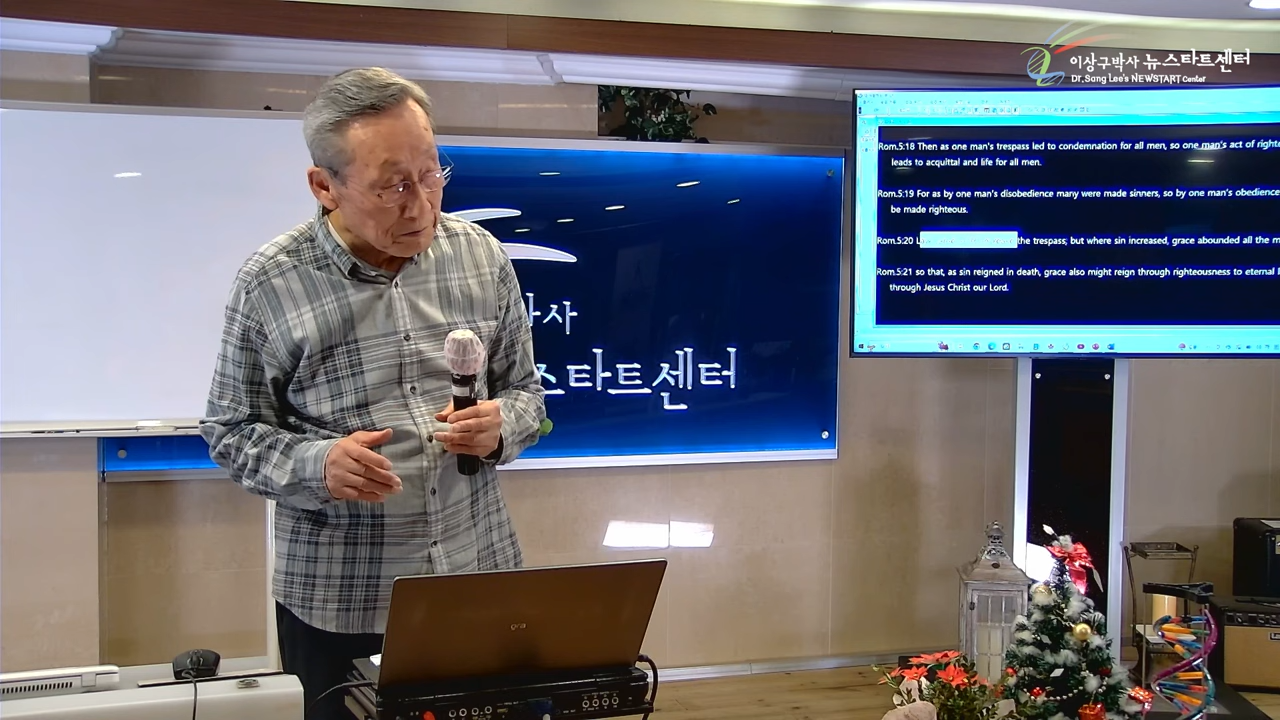 이상구박사 뉴스타트센터
Dr. Sang Lee's NEWSTART Center
Rom.5:18 Then as one man's trespass led to condemnation for all men, so one man's act of righte
leads to acquittal and life for all men.
Rom.5:19 For as by one man's disobedience many were made sinners, so by one man's obedience
be made righteous.
Rom.5:20 L the trespass; but where sin increased, grace abounded all the m
Rom.5:21 so that, as sin reigned in death, grace also might reign through righteousness to eternal
through Jesus Christ our Lord.
사
스타트센터
gram